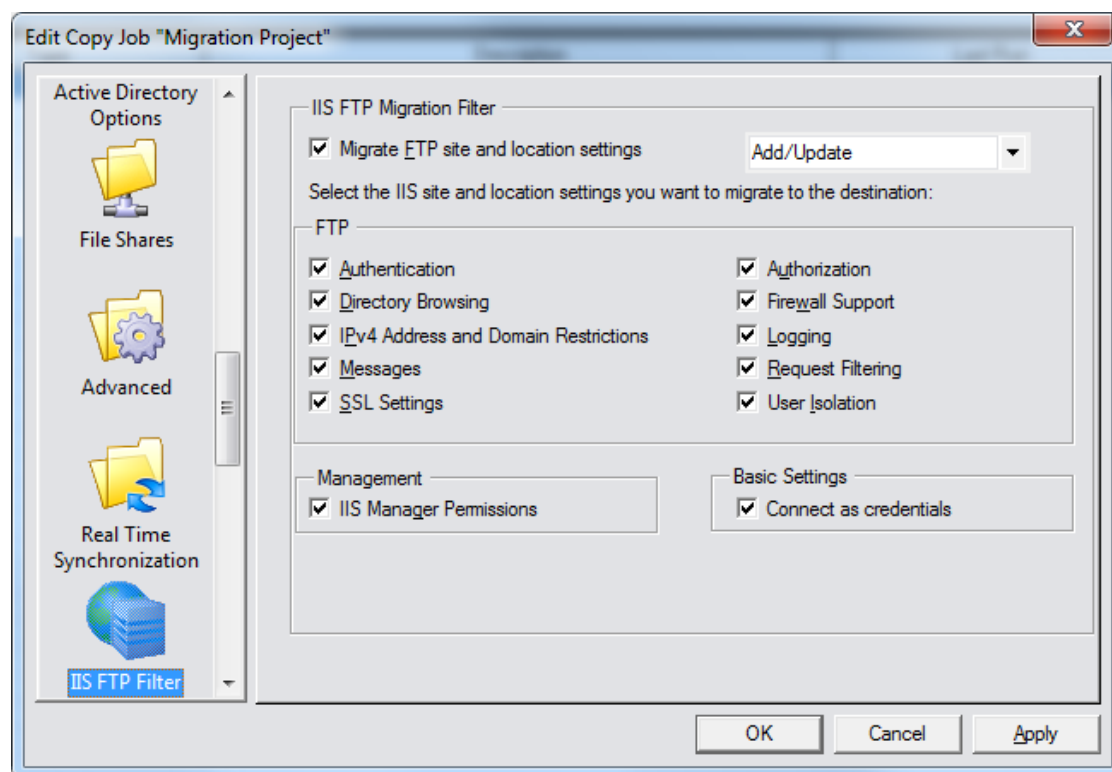 Edit Copy Job "Migration Project"
Active Directory
Options
File Shares
Advanced
Real Time
Synchronization
IIS FTP Filter
IIS FTP Migration Filter
Migrate FTP site and location settings
Add/Update
Select the IIS site and location settings you want to migrate to the destination:
FTP
Authentication
Authorization
Directory Browsing
Firewall Support
IPv4 Address and Domain Restrictions
Logging
Messages
Request Filtering
SSL Settings
User Isolation
Management
IIS Manager Permissions
Basic Settings
Connect as credentials
OK
Cancel
Apply